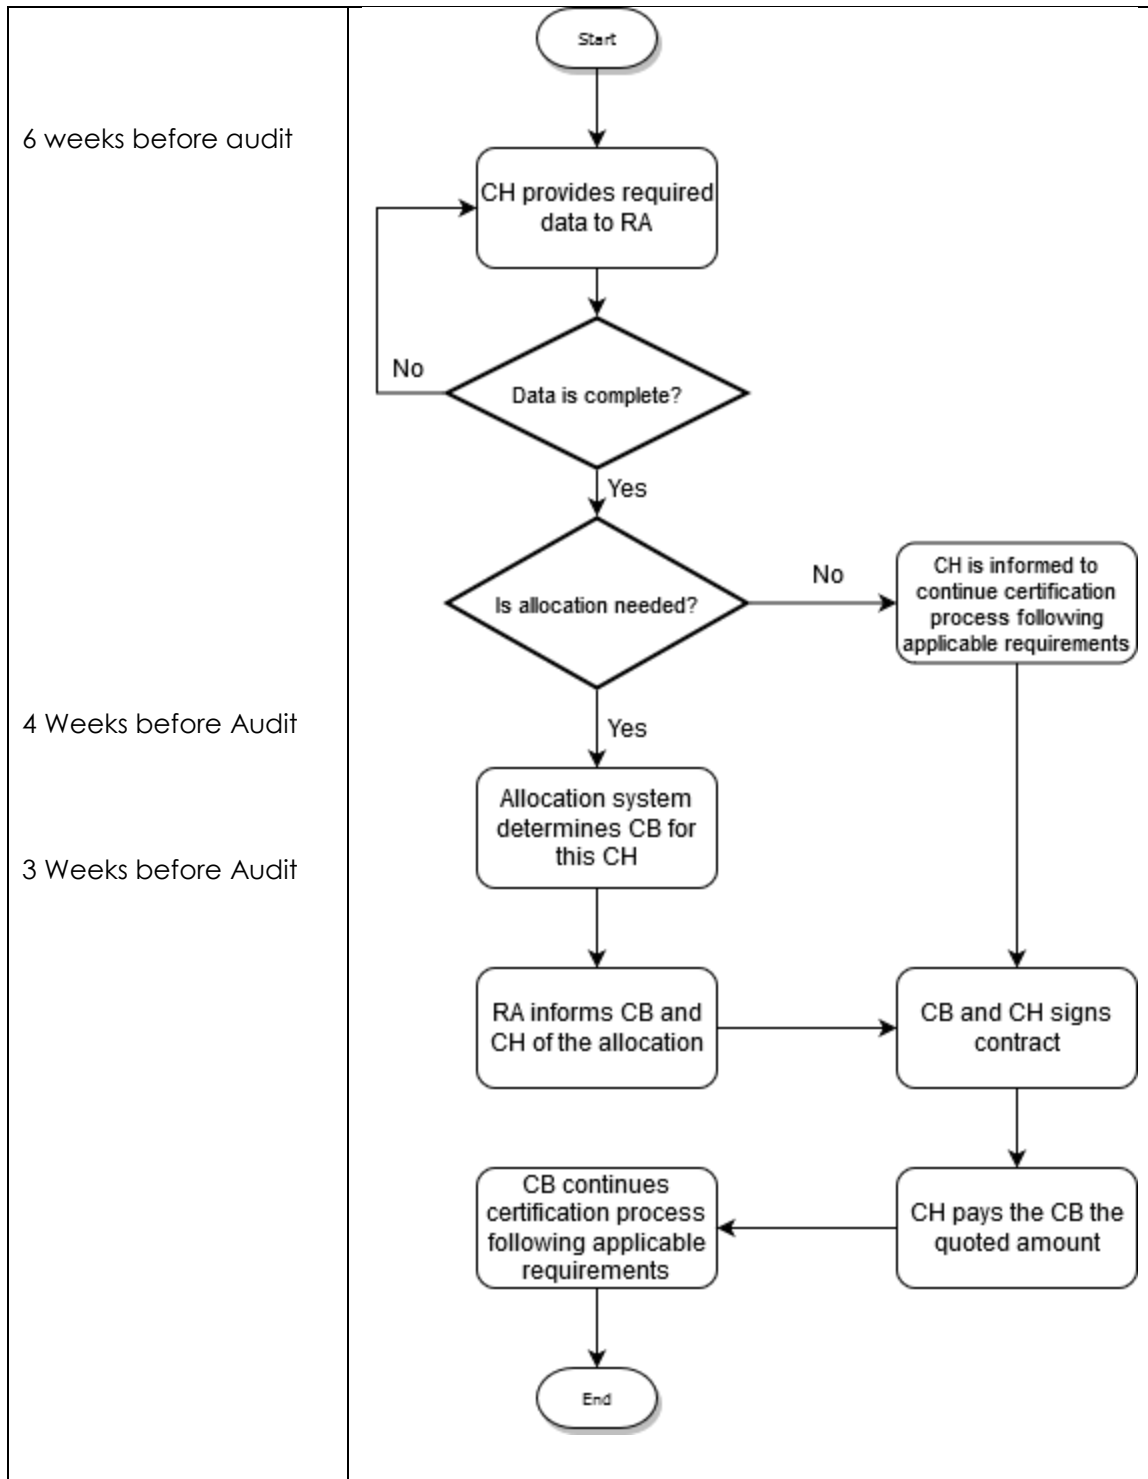 Start
6 weeks before audit
CH provides required
data to RA
No
Data is complete?
Yes
Is allocation needed?
No
CH is informed to
continue certification
process following
applicable requirements
4 Weeks before Audit
Yes
Allocation system
determines CB for
this CH
3 Weeks before Audit
RA informs CB and
CH of the allocation
CB and CH signs
contract
CB continues
certification process
following applicable
requirements
CH pays the CB the
quoted amount
End